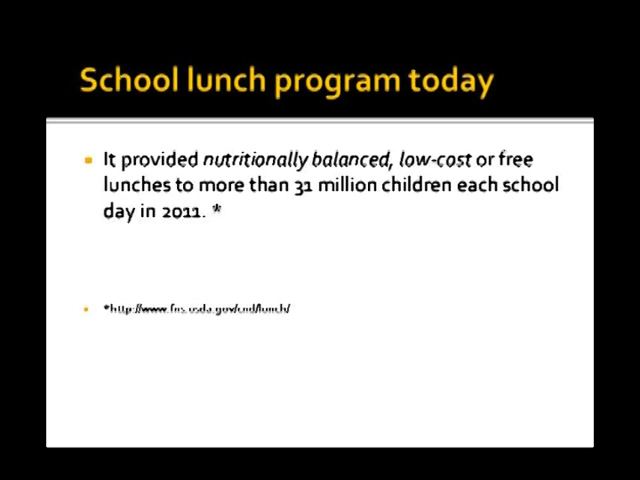 School lunch program today
It provided nutritionally balanced, low-cost or free
lunches to more than 31 million children each school
day in 2011. *
*http://www.fns.usda.gov/cnd/lunch/